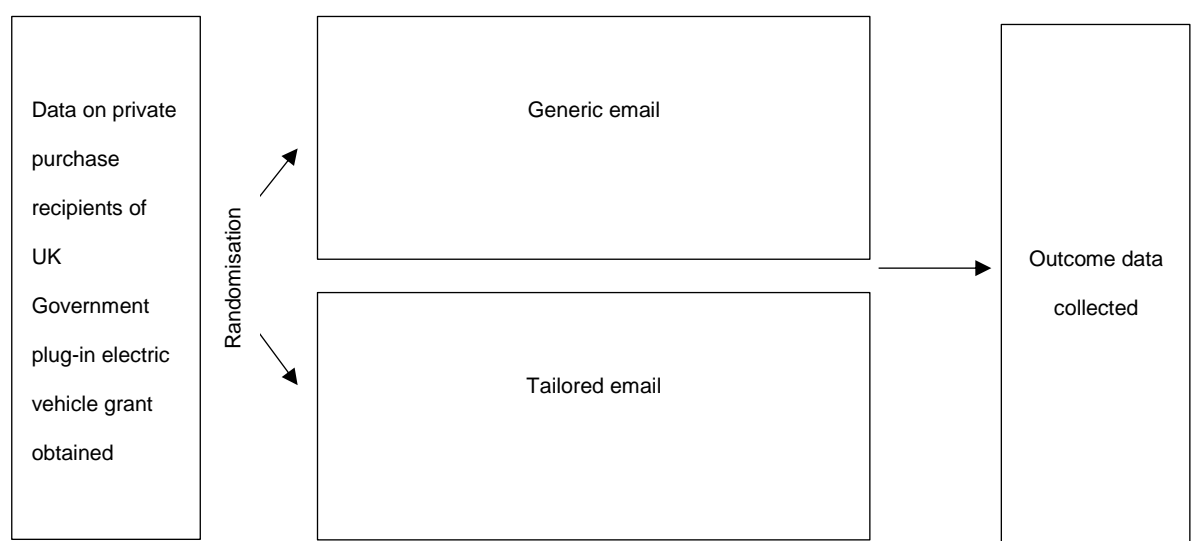 Data on private
purchase
recipients of
UK
Government
plug-in electric
vehicle grant
obtained
Randomisation
Generic email
Tailored email
Outcome data
collected